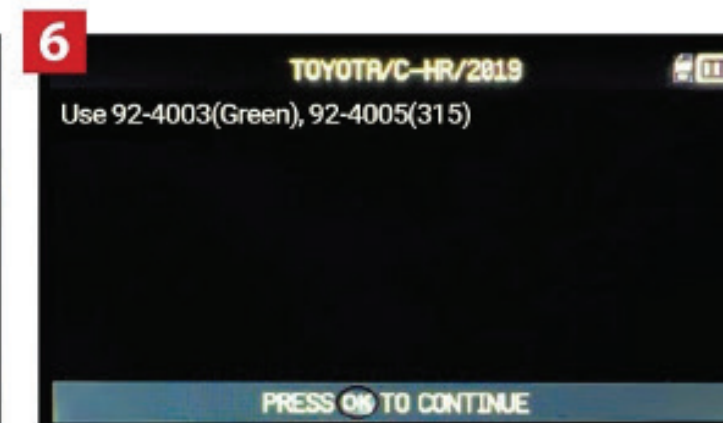 6
TOYOTA/C-HR/2019
Use 92-4003(Green), 92-4005(315)
PRESS OK TO CONTINUE